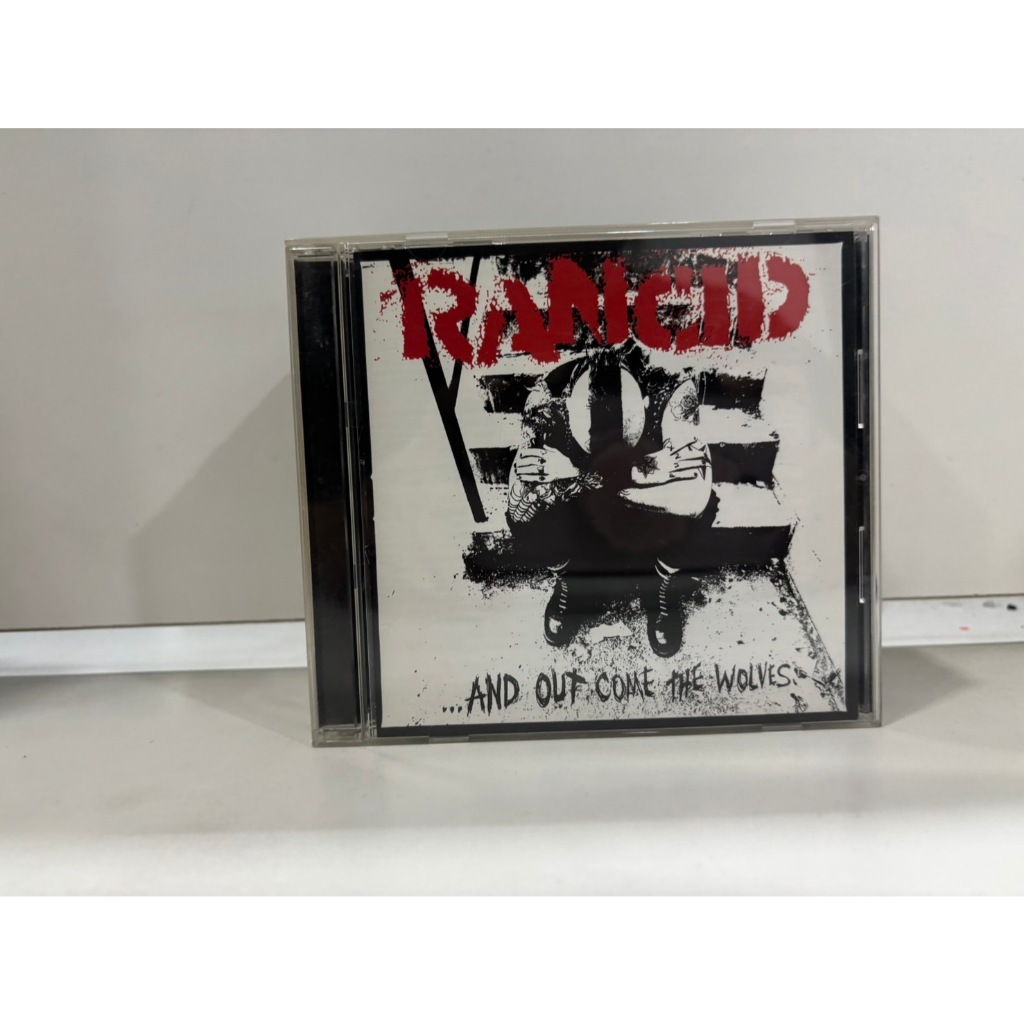 RANCID
...AND OUT COME THE WOLVES